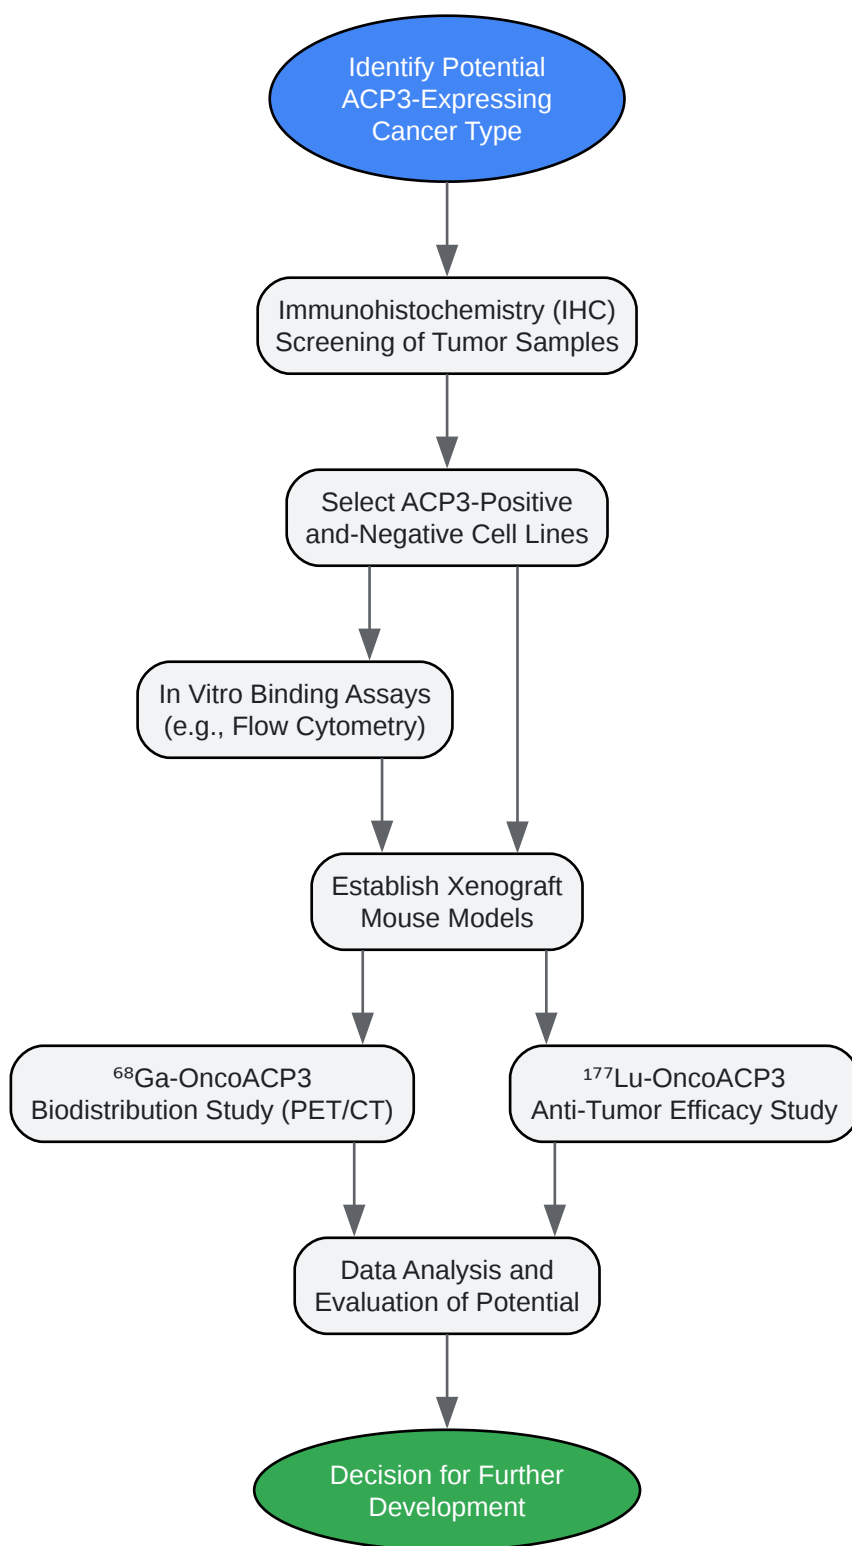 Identify Potential
ACP3-Expressing
Cancer Type
Immunohistochemistry (IHC)
Screening of Tumor Samples
Select ACP3-Positive
and-Negative Cell Lines
In Vitro Binding Assays
(e.g., Flow Cytometry)
Establish Xenograft
Mouse Models
⁶⁸Ga-OncoACP3
Biodistribution Study (PET/CT)
¹⁷⁷Lu-OncoACP3
Anti-Tumor Efficacy Study
Data Analysis and
Evaluation of Potential
Decision for Further
Development